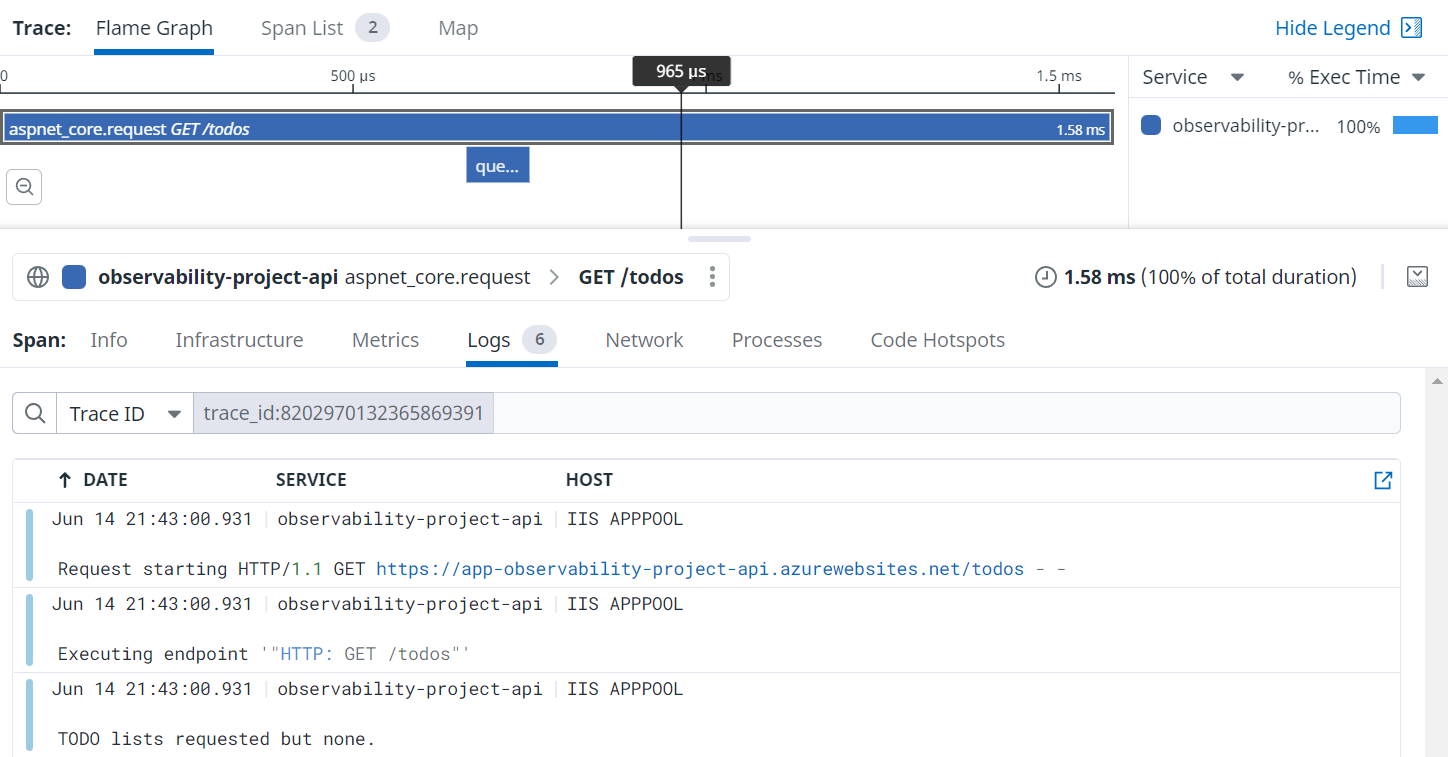 Trace: Flame Graph Span List 2 Map Hide Legend
0 500 μs 965 μs ms 1.5 ms Service % Exec Time
aspnet_core.request GET /todos 1.58 ms observability-pr... 100%
que...
observability-project-api aspnet_core.request > GET /todos 1.58 ms (100% of total duration)
Span: Info Infrastructure Metrics Logs 6 Network Processes Code Hotspots
Trace ID trace_id:8202970132365869391
↑ DATE SERVICE HOST
Jun 14 21:43:00.931 observability-project-api IIS APPPOOL
Request starting HTTP/1.1 GET https://app-observability-project-api.azurewebsites.net/todos - -
Jun 14 21:43:00.931 observability-project-api IIS APPPOOL
Executing endpoint '"HTTP: GET /todos"'
Jun 14 21:43:00.931 observability-project-api IIS APPPOOL
TODO lists requested but none.